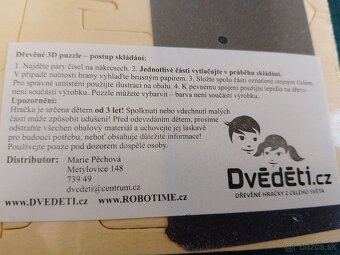 Dřevěné 3D puzzle – postup skládání:
1. Najděte páry čísel na nákresech. 2. Jednotlivé části vytlačujte v průběhu skládání.
V případě nutnosti hrany vyhlaďte brusným papírem. 3. Složte spolu části označené stejným číslem.
Pro správné umístění použijte ilustraci na obalu. 4. K pevnému spojení použijte lepidlo na dřevo
není součástí výrobku. Puzzle můžete vybarvit – barva není součástí výrobku.
Upozornění:
Hračka je určena dětem od 3 let! Spolknutí nebo vdechnutí malých
částí může způsobit udušení! Před odevzdáním dětem, prosíme
odstraňte všechen obalový materiál a uchovejte jej laskavě
pro budoucí potřebu, neboť obsahuje důležité informace!
Používejte pouze pod dozorem dospělé osoby.
Distributor: Marie Pěchová
Metylovice 148
739 49
dvedeti@centrum.cz
WWW.DVEDETI.CZ WWW.ROBOTIME.CZ
Dvěděti.cz
DŘEVĚNÉ HRAČKY Z CELÉHO SVĚTA